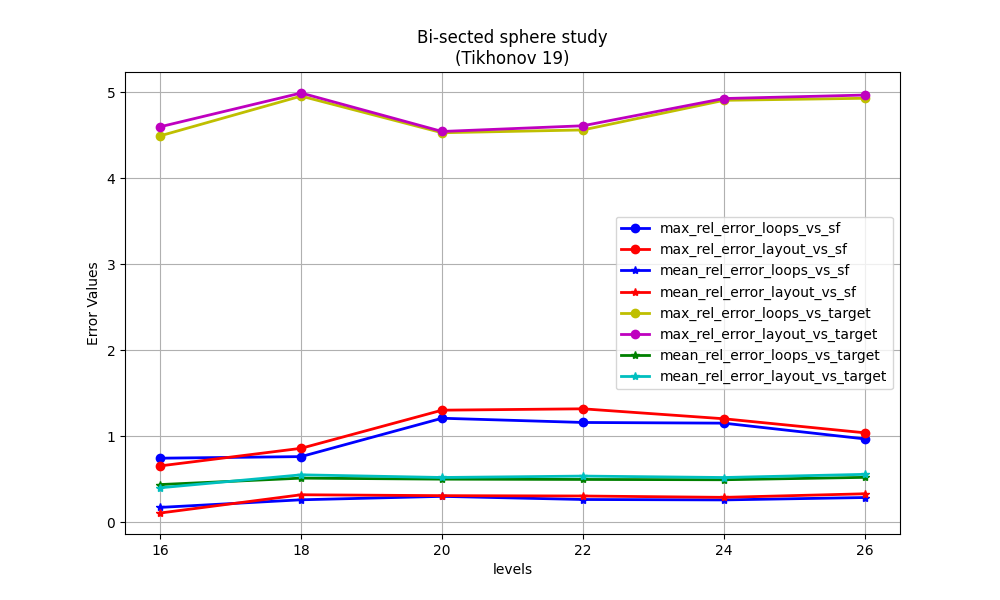 Bi-sected sphere study
(Tikhonov 19)
Error Values
5
4
3
2
1
0
max_rel_error_loops_vs_sf
max_rel_error_layout_vs_sf
mean_rel_error_loops_vs_sf
mean_rel_error_layout_vs_sf
max_rel_error_loops_vs_target
max_rel_error_layout_vs_target
mean_rel_error_loops_vs_target
mean_rel_error_layout_vs_target
16 18 20 22 24 26
levels